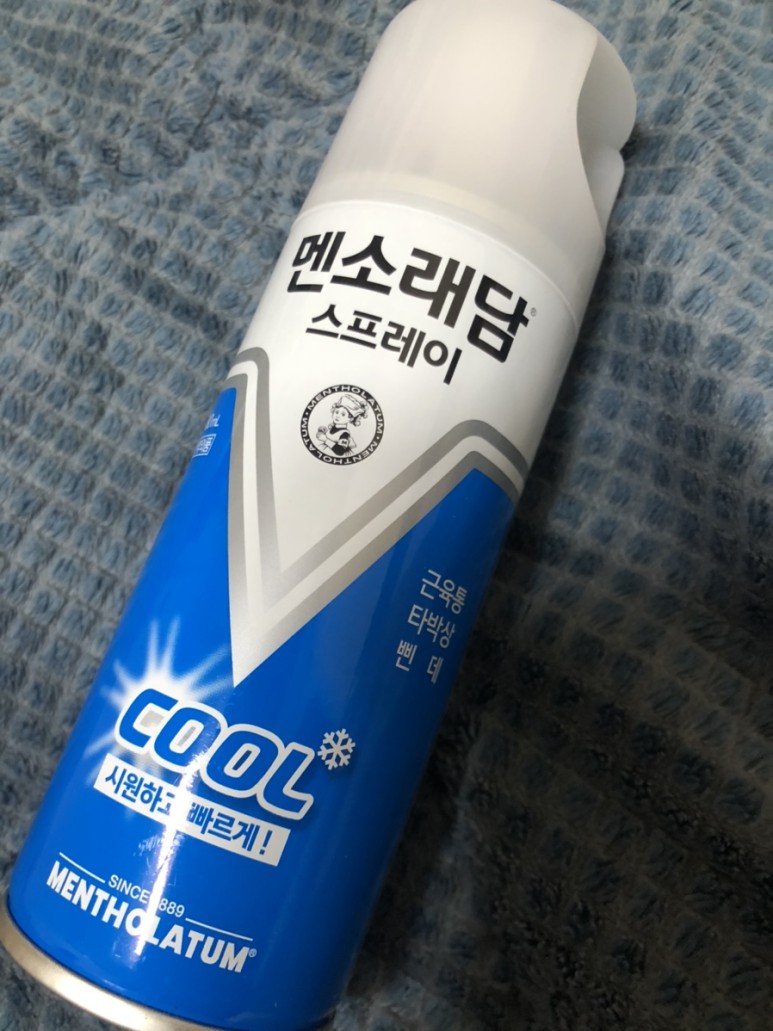 멘소래담®
스프레이
MENTHOLATUM · MENTHOLATUM
근육통
타박상
삔 데
COOL
시원하고 빠르게!
SINCE 1889
MENTHOLATUM®